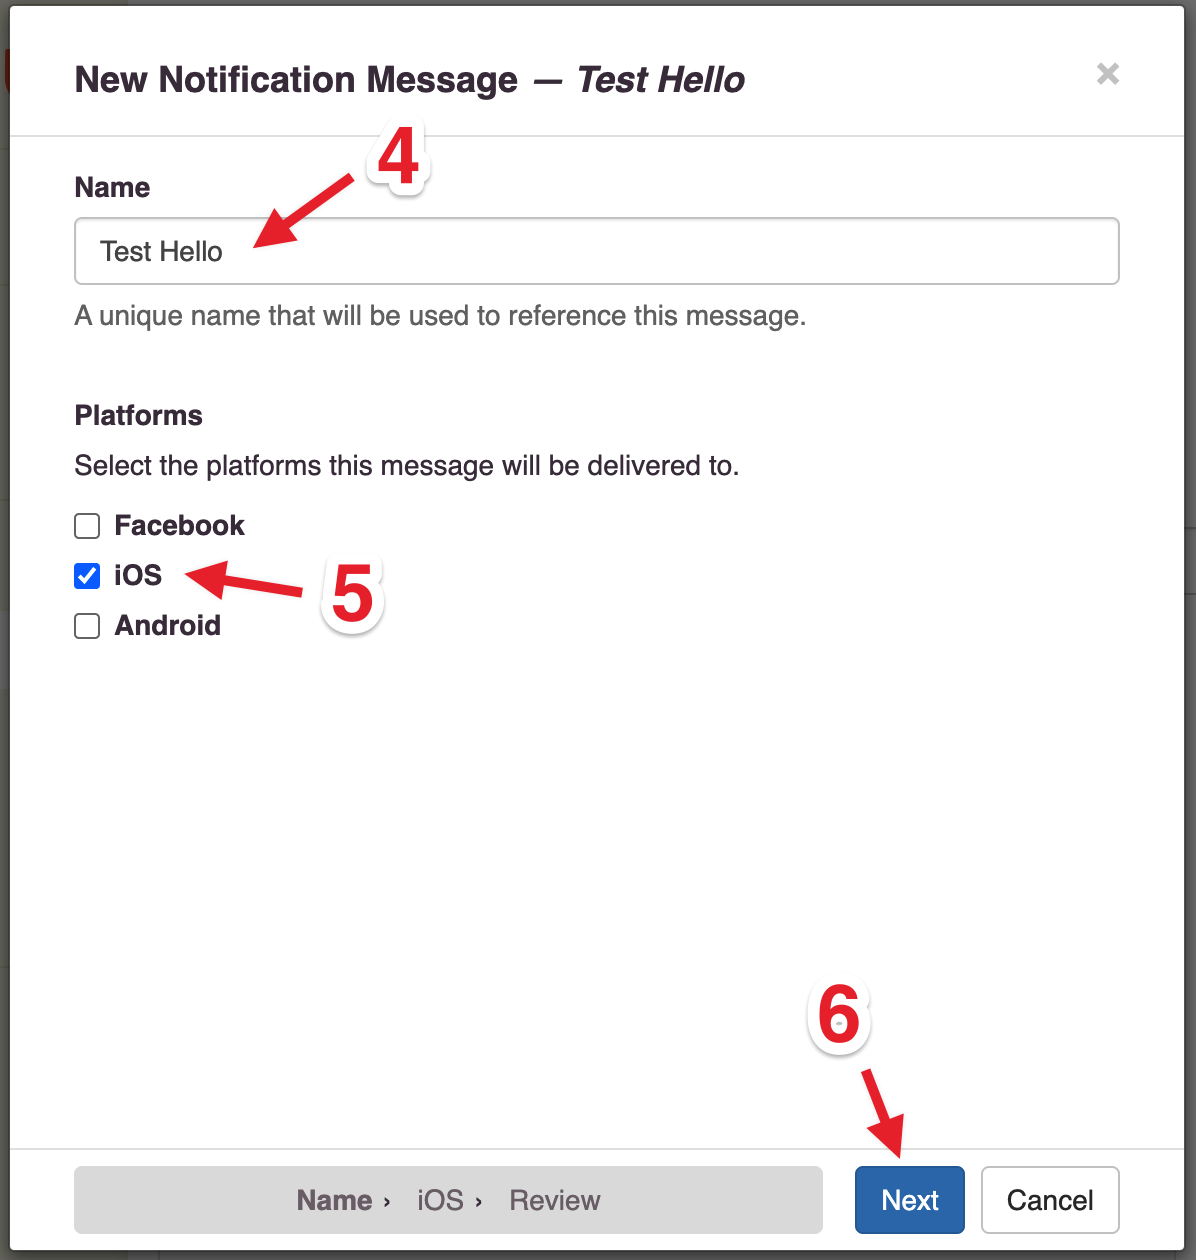 New Notification Message — Test Hello
×
4
Name
Test Hello
A unique name that will be used to reference this message.
Platforms
Select the platforms this message will be delivered to.
Facebook
iOS
5
Android
6
Name › iOS › Review
Next
Cancel